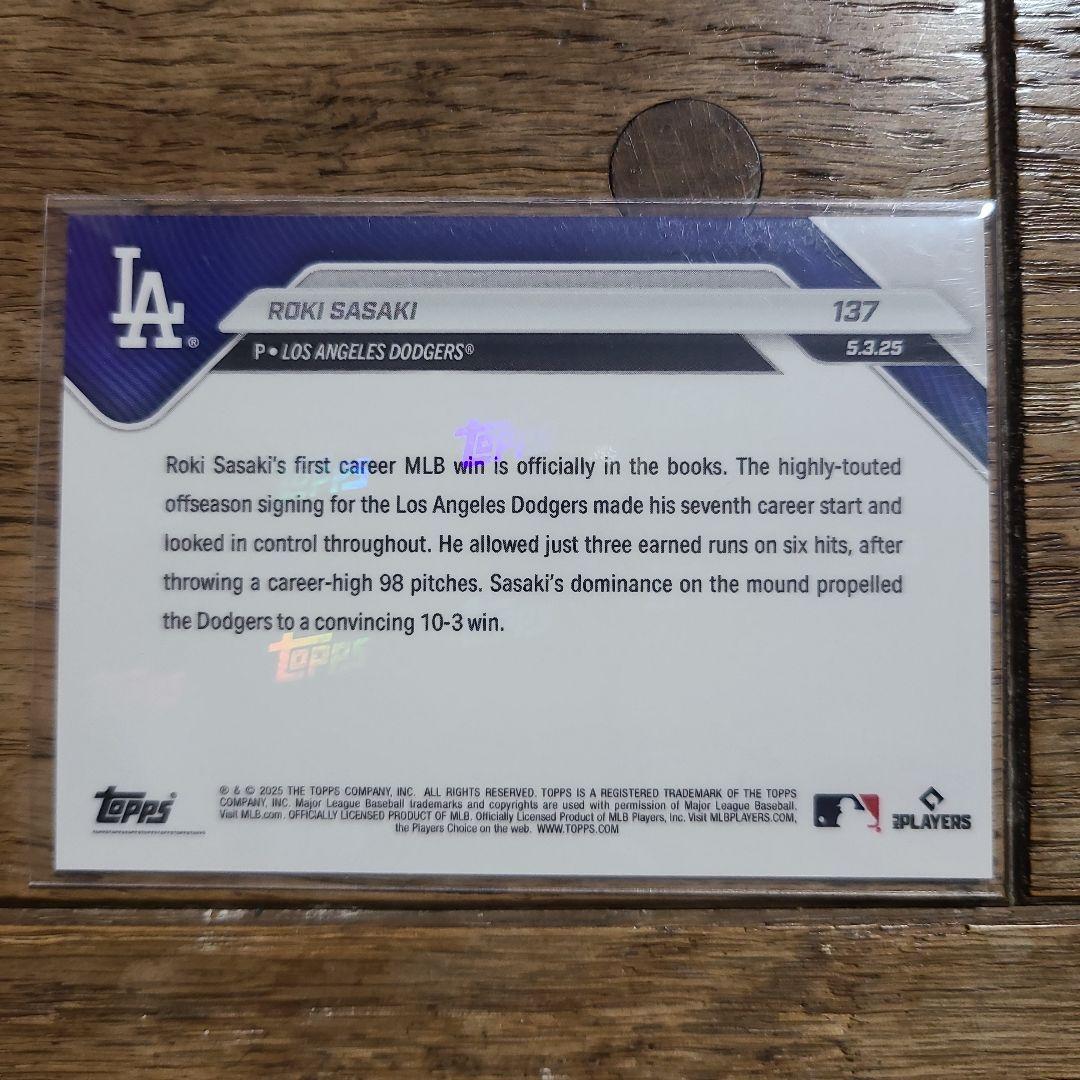 LA®
ROKI SASAKI
137
P • LOS ANGELES DODGERS®
5.3.25
Roki Sasaki's first career MLB win is officially in the books. The highly-touted
offseason signing for the Los Angeles Dodgers made his seventh career start and
looked in control throughout. He allowed just three earned runs on six hits, after
throwing a career-high 98 pitches. Sasaki's dominance on the mound propelled
the Dodgers to a convincing 10-3 win.
Topps
Topps
Topps
Topps
® & © 2025 THE TOPPS COMPANY, INC. ALL RIGHTS RESERVED. TOPPS IS A REGISTERED TRADEMARK OF THE TOPPS
COMPANY, INC. Major League Baseball trademarks and copyrights are used with permission of Major League Baseball.
Visit MLB.com. OFFICIALLY LICENSED PRODUCT OF MLB. Officially Licensed Product of MLB Players, Inc. Visit MLBPLAYERS.COM,
the Players Choice on the web. WWW.TOPPS.COM
PLAYERS